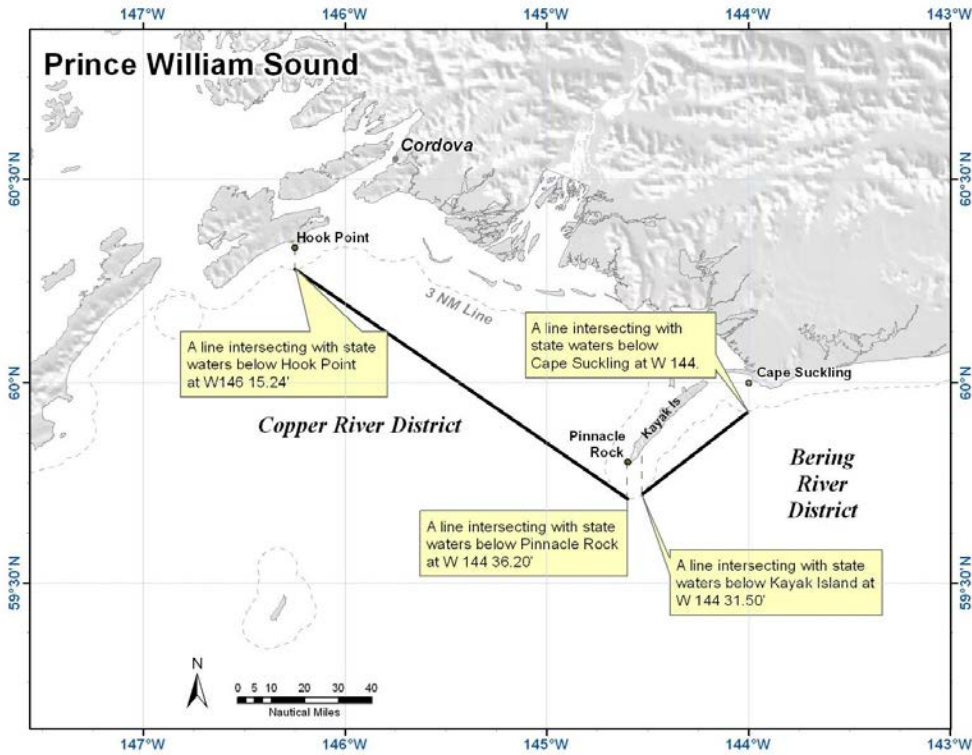 147°W
146°W
145°W
144°W
143°W
Prince William Sound
Cordova
60°30'N
60°30'N
Hook Point
3 NM Line
A line intersecting with state
waters below Hook Point
at W146 15.24'
A line intersecting with
state waters below
Cape Suckling at W 144.
Cape Suckling
60°N
60°N
Kayak Is
Copper River District
Pinnacle
Rock
Bering
River
District
A line intersecting with state
waters below Pinnacle Rock
at W 144 36.20'
A line intersecting with state
waters below Kayak Island at
W 144 31.50'
59°30'N
59°30'N
N
0 5 10 20 30 40
Nautical Miles
147°W
146°W
145°W
144°W
143°W